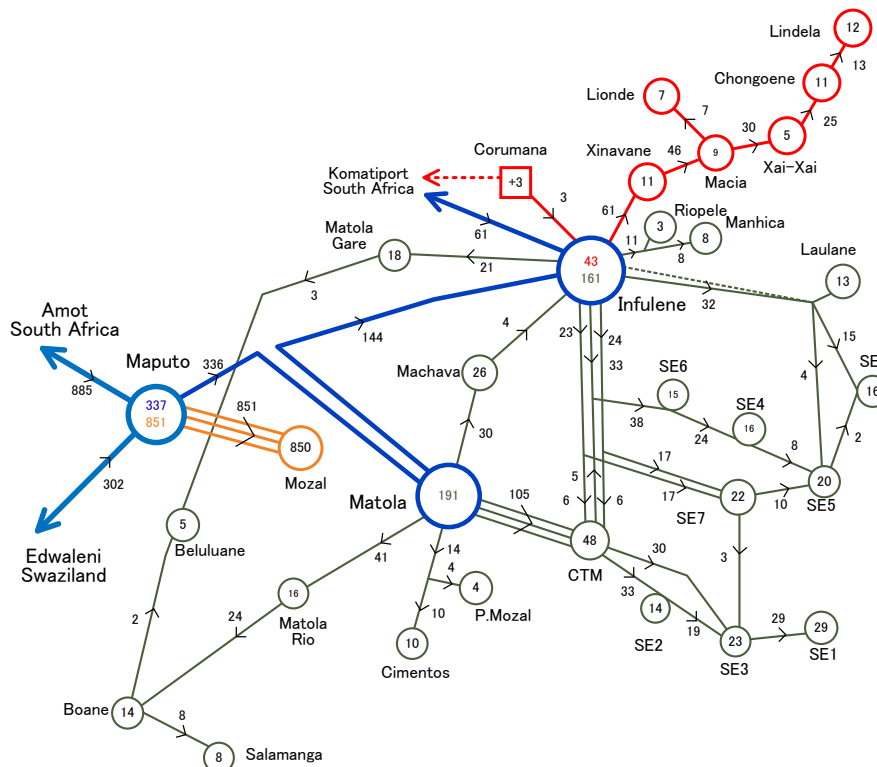 Lindela
12
13
Chongoene
11
25
Lionde
7
7
30
5
Xai-Xai
46
9
Macia
Xinavane
11
61
Corumana
+3
3
Komatiport
South Africa
61
Riopele
3
Manhica
8
11
8
Matola
Gare
18
21
3
43
161
Infulene
Laulane
13
32
15
4
SE
16
2
Amot
South Africa
885
Maputo
337
851
336
144
851
850
Mozal
302
Edwaleni
Swaziland
4
Machava
26
30
23
24
33
SE6
15
38
24
SE4
16
8
20
SE5
17
17
22
SE7
10
3
5
6
6
Matola
191
105
48
CTM
30
33
14
SE2
19
23
SE3
29
29
SE1
5
Beluluane
2
41
16
Matola
Rio
24
14
4
4
P.Mozal
10
10
Cimentos
Boane
14
8
8
Salamanga